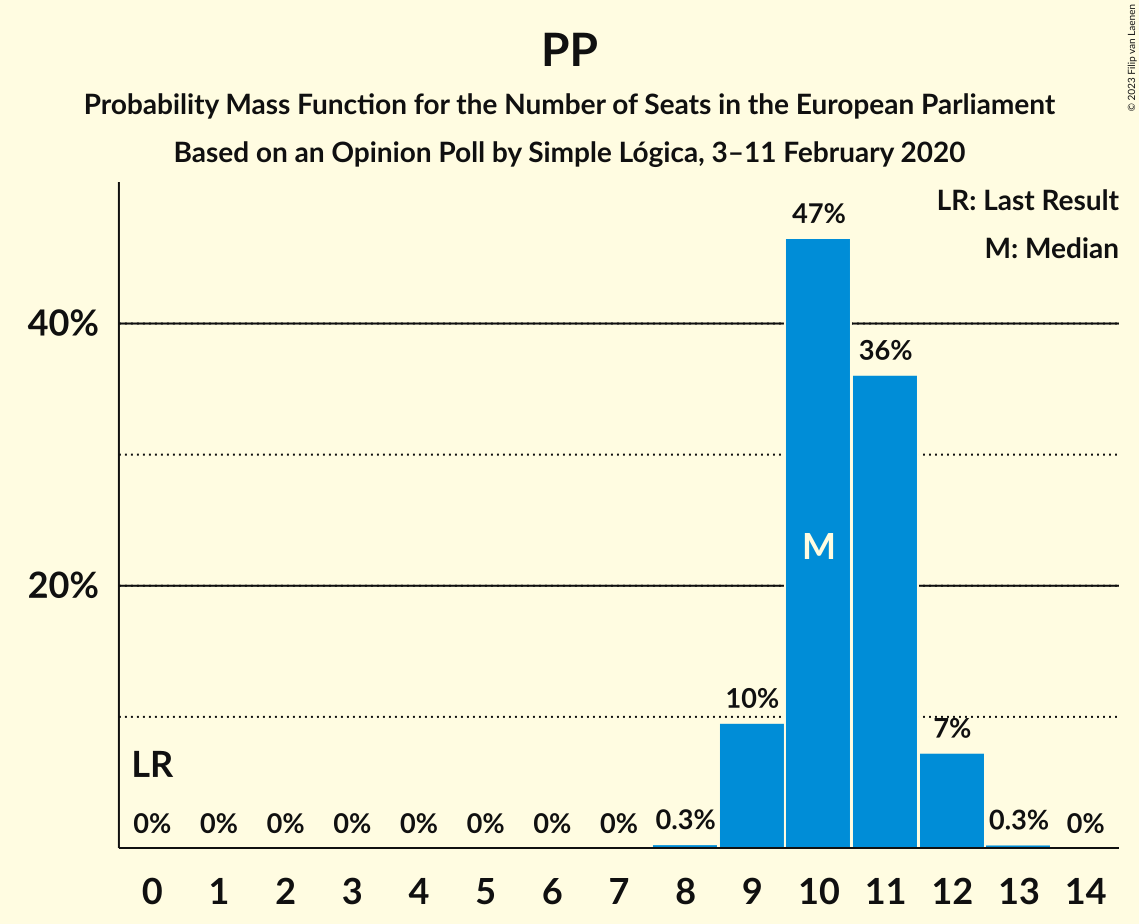 PP
Probability Mass Function for the Number of Seats in the European Parliament
Based on an Opinion Poll by Simple Lógica, 3–11 February 2020
© 2023 Filip van Laenen
LR: Last Result
M: Median
47%
40%
36%
M
20%
10%
7%
LR
0% 0% 0% 0% 0% 0% 0% 0% 0.3% 0.3% 0%
0 1 2 3 4 5 6 7 8 9 10 11 12 13 14